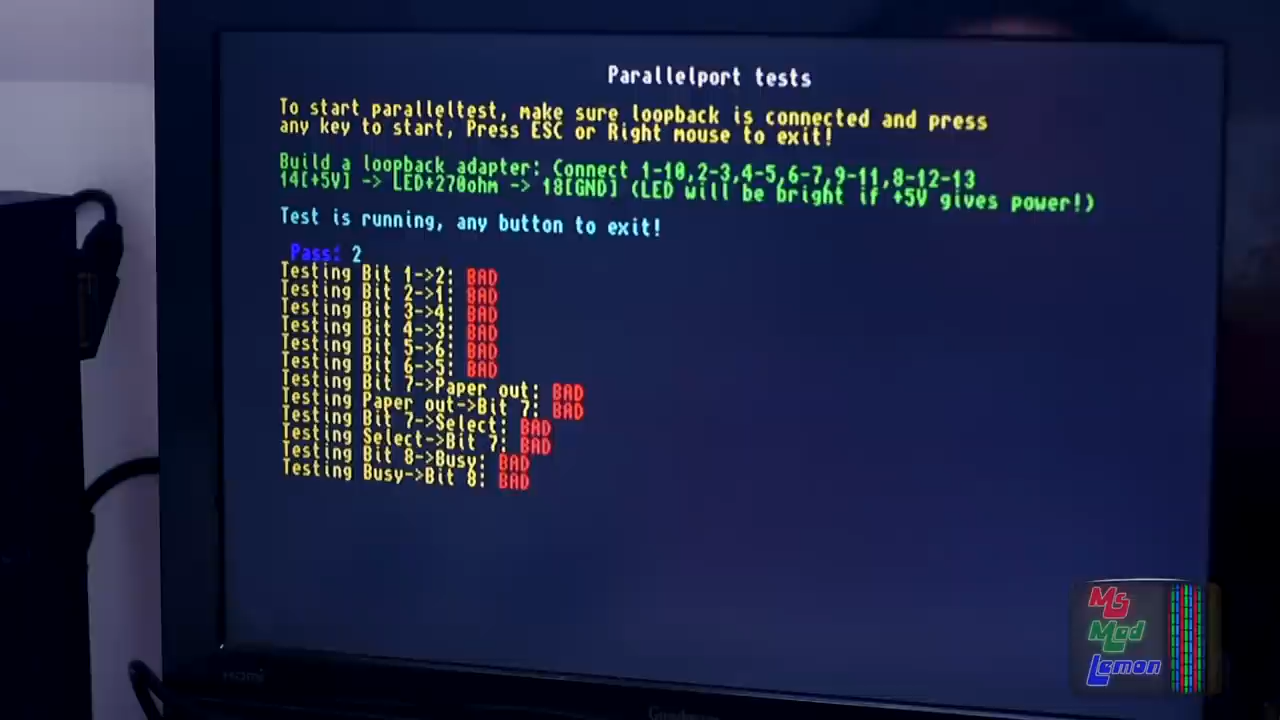 Parallelport tests
To start paralleltest, make sure loopback is connected and press
any key to start, Press ESC or Right mouse to exit!
Build a loopback adapter: Connect 1-10,2-3,4-5,6-7,9-11,8-12-13
14[+5V] -> LED+270ohm -> 18[GND] (LED will be bright if +5V gives power!)
Test is running, any button to exit!
Pass: 2
Testing Bit 1->2: BAD
Testing Bit 2->1: BAD
Testing Bit 3->4: BAD
Testing Bit 4->3: BAD
Testing Bit 5->6: BAD
Testing Bit 6->5: BAD
Testing Bit 7->Paper out: BAD
Testing Paper out->Bit 7: BAD
Testing Bit 7->Select: BAD
Testing Select->Bit 7: BAD
Testing Bit 8->Busy: BAD
Testing Busy->Bit 8: BAD
HDMI
Ms
Mad
Lemon